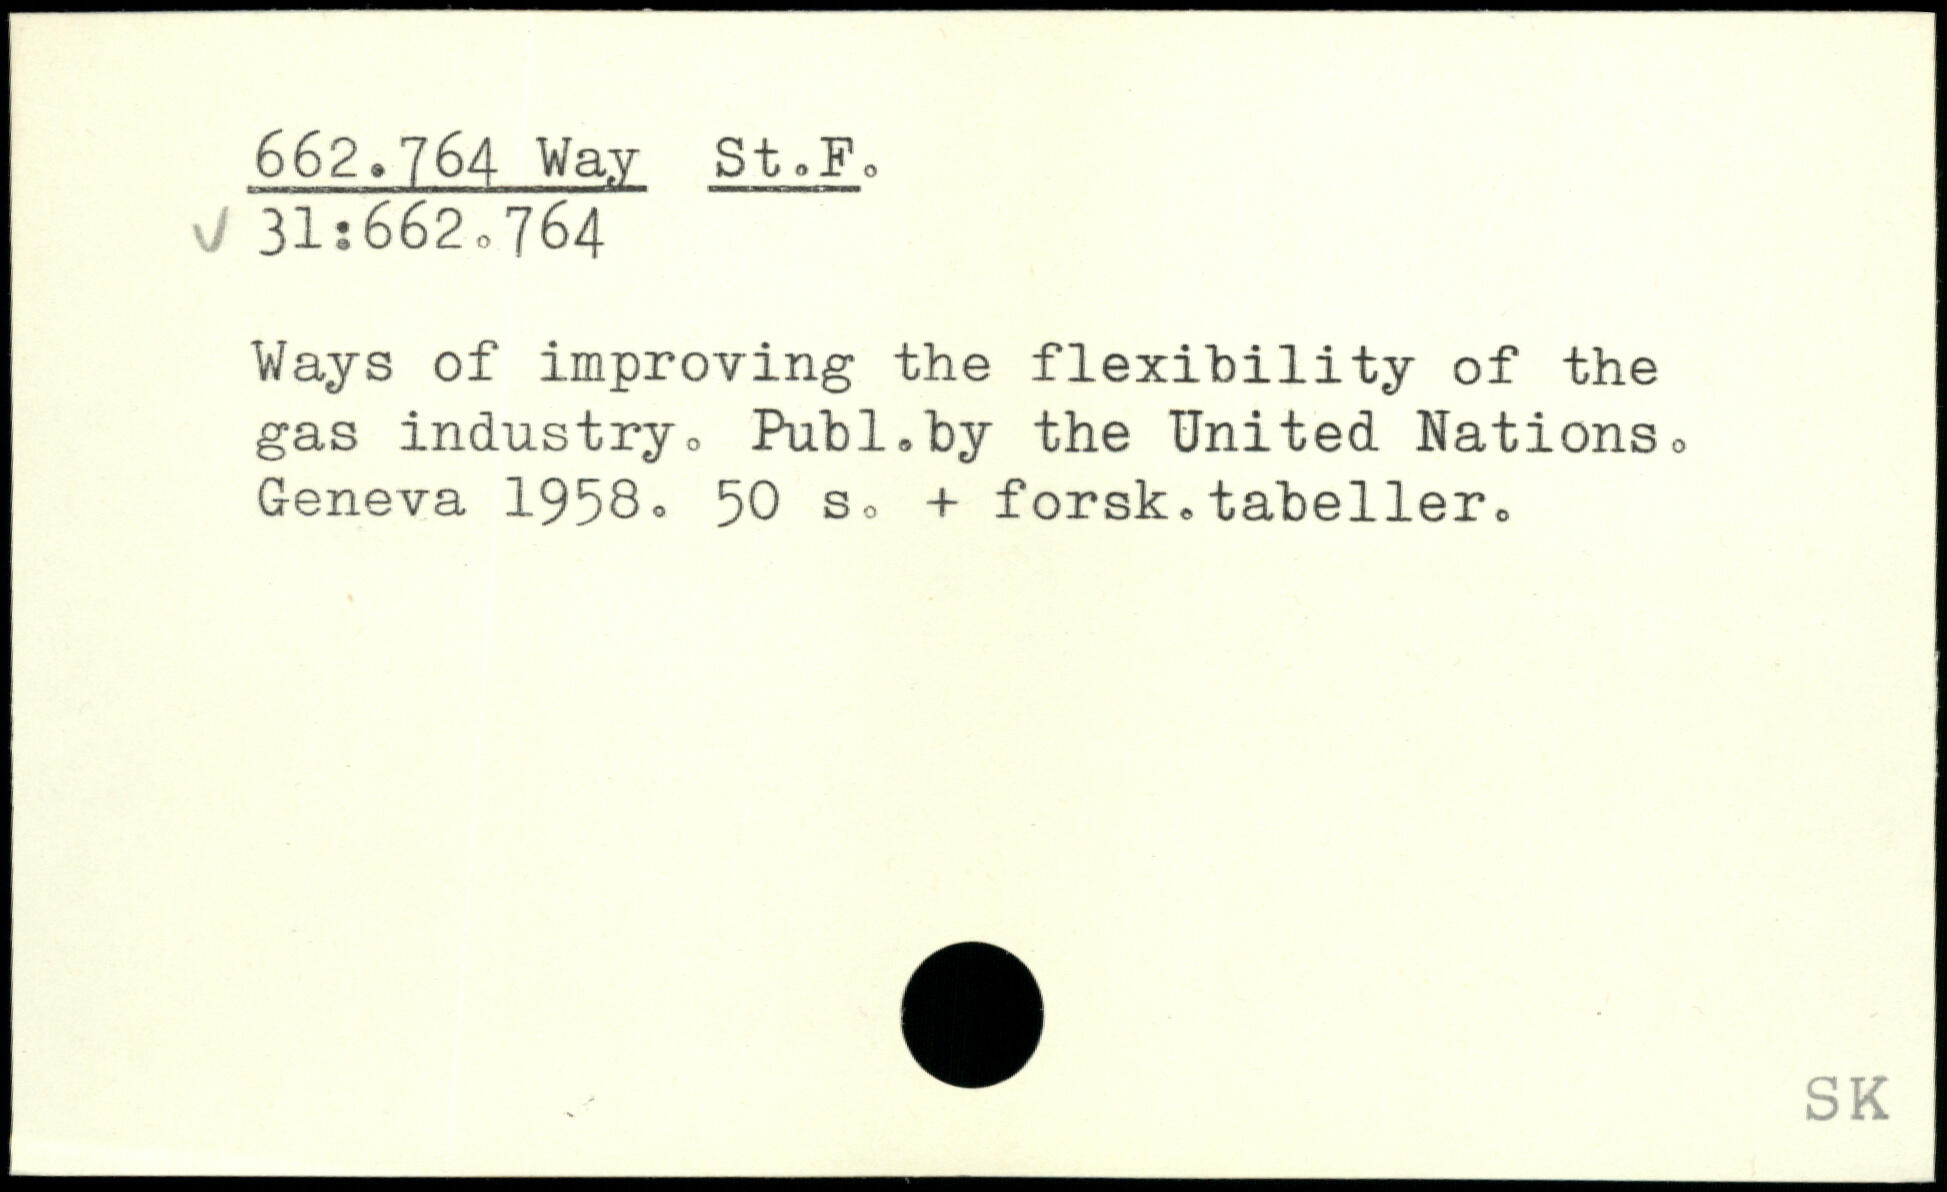 662.764 Way St.F.
✓ 31:662.764
Ways of improving the flexibility of the
gas industry. Publ.by the United Nations.
Geneva 1958. 50 s. + forsk.tabeller.
SK